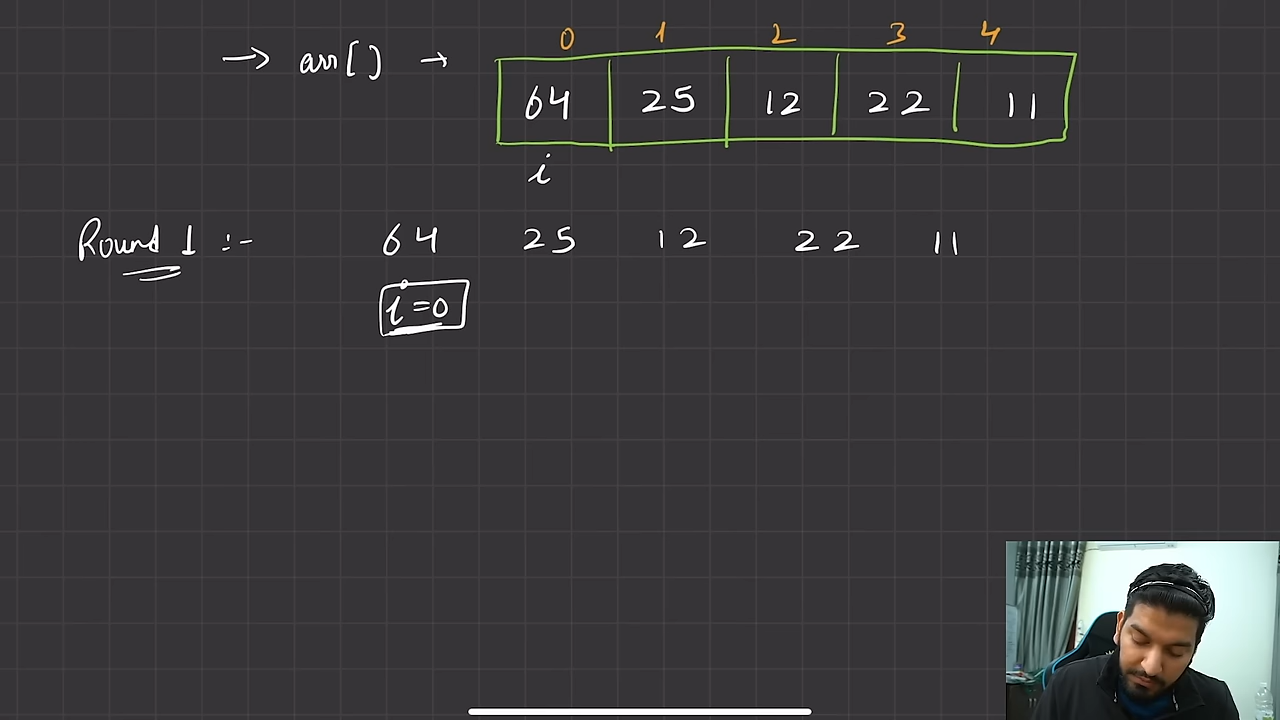 0 1 2 3 4
→ arr[] → 64 25 12 22 11
i
Round 1 :- 64 25 12 22 11
i=0